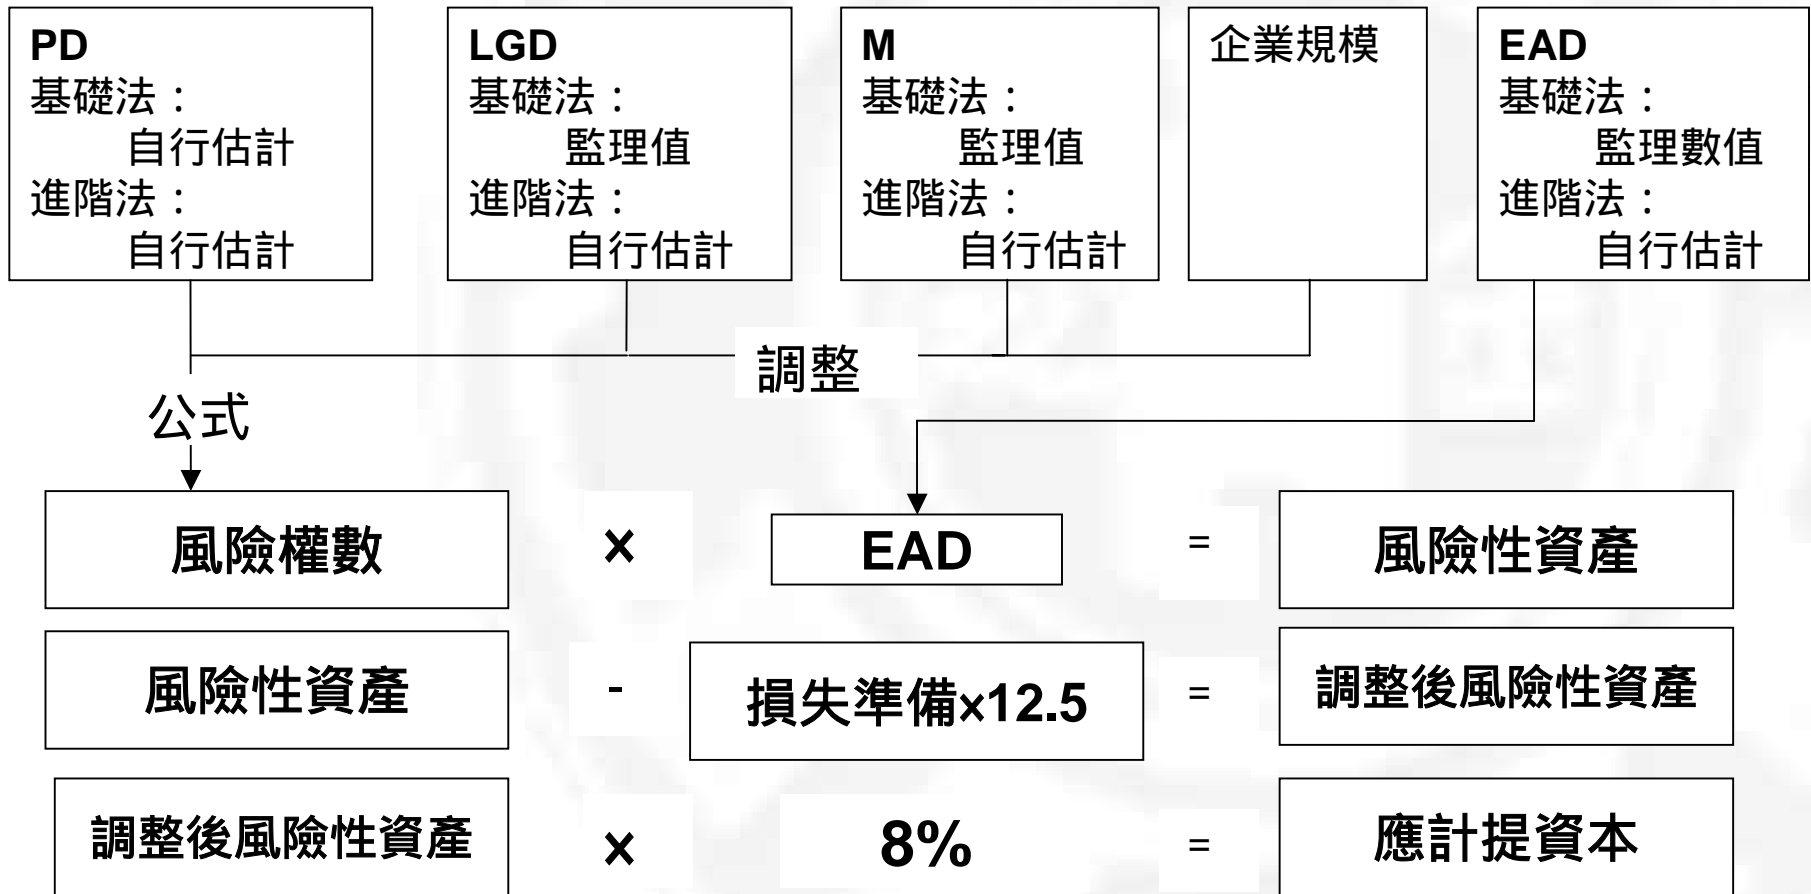 PD
基礎法：
自行估計
進階法：
自行估計
LGD
基礎法：
監理值
進階法：
自行估計
M
基礎法：
監理值
進階法：
自行估計
企業規模
EAD
基礎法：
監理數值
進階法：
自行估計
調整
公式
風險權數 × EAD = 風險性資產
風險性資產 - 損失準備×12.5 = 調整後風險性資產
調整後風險性資產 × 8% = 應計提資本